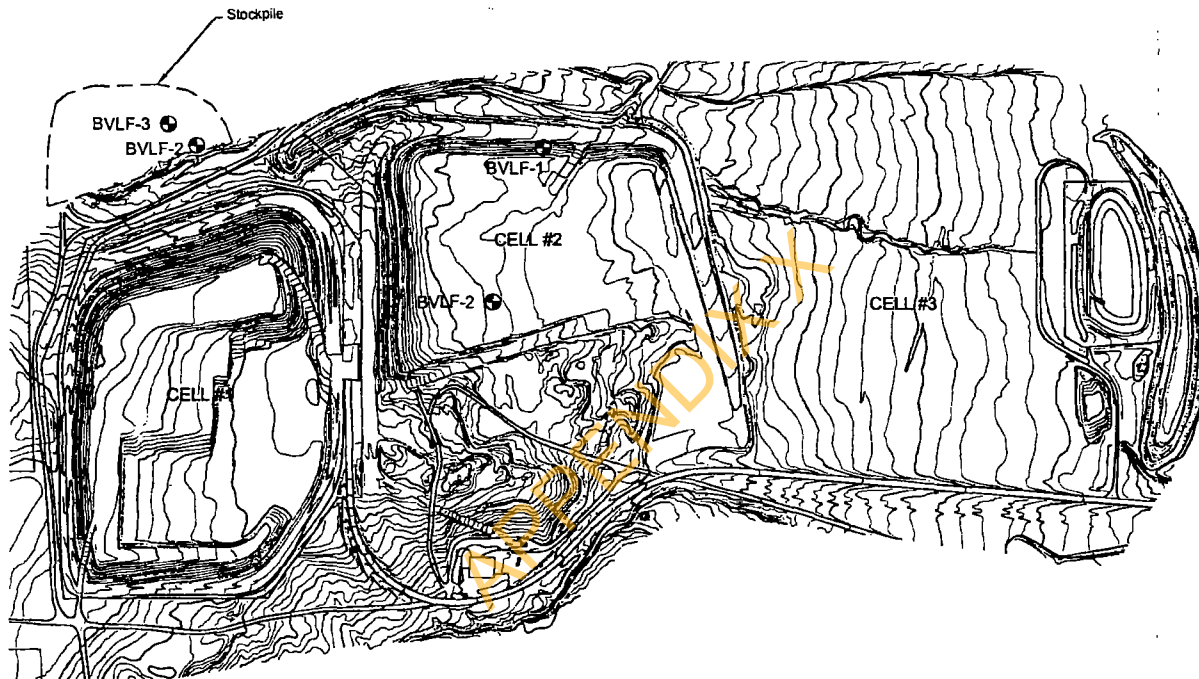 Stockpile
BVLF-3
BVLF-2
BVLF-1
CELL #2
BVLF-2
CELL #3
CELL #1
APPENDIX X